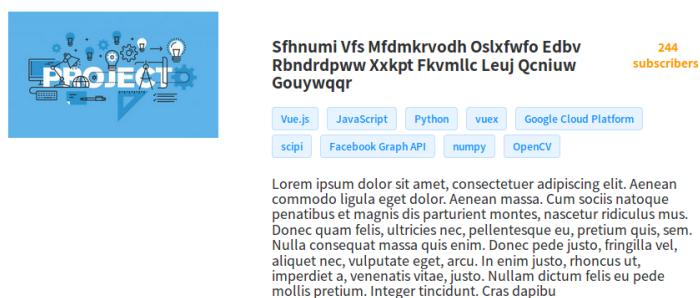 PROJECT
Sfhnumi Vfs Mfdmkrvodh Oslxfwfo Edbv
Rbndrdpww Xxkpt Fkvmllc Leuj Qcniuw
Gouywqqr
244
subscribers
Vue.js JavaScript Python vuex Google Cloud Platform
scipi Facebook Graph API numpy OpenCV
Lorem ipsum dolor sit amet, consectetuer adipiscing elit. Aenean
commodo ligula eget dolor. Aenean massa. Cum sociis natoque
penatibus et magnis dis parturient montes, nascetur ridiculus mus.
Donec quam felis, ultricies nec, pellentesque eu, pretium quis, sem.
Nulla consequat massa quis enim. Donec pede justo, fringilla vel,
aliquet nec, vulputate eget, arcu. In enim justo, rhoncus ut,
imperdiet a, venenatis vitae, justo. Nullam dictum felis eu pede
mollis pretium. Integer tincidunt. Cras dapibu